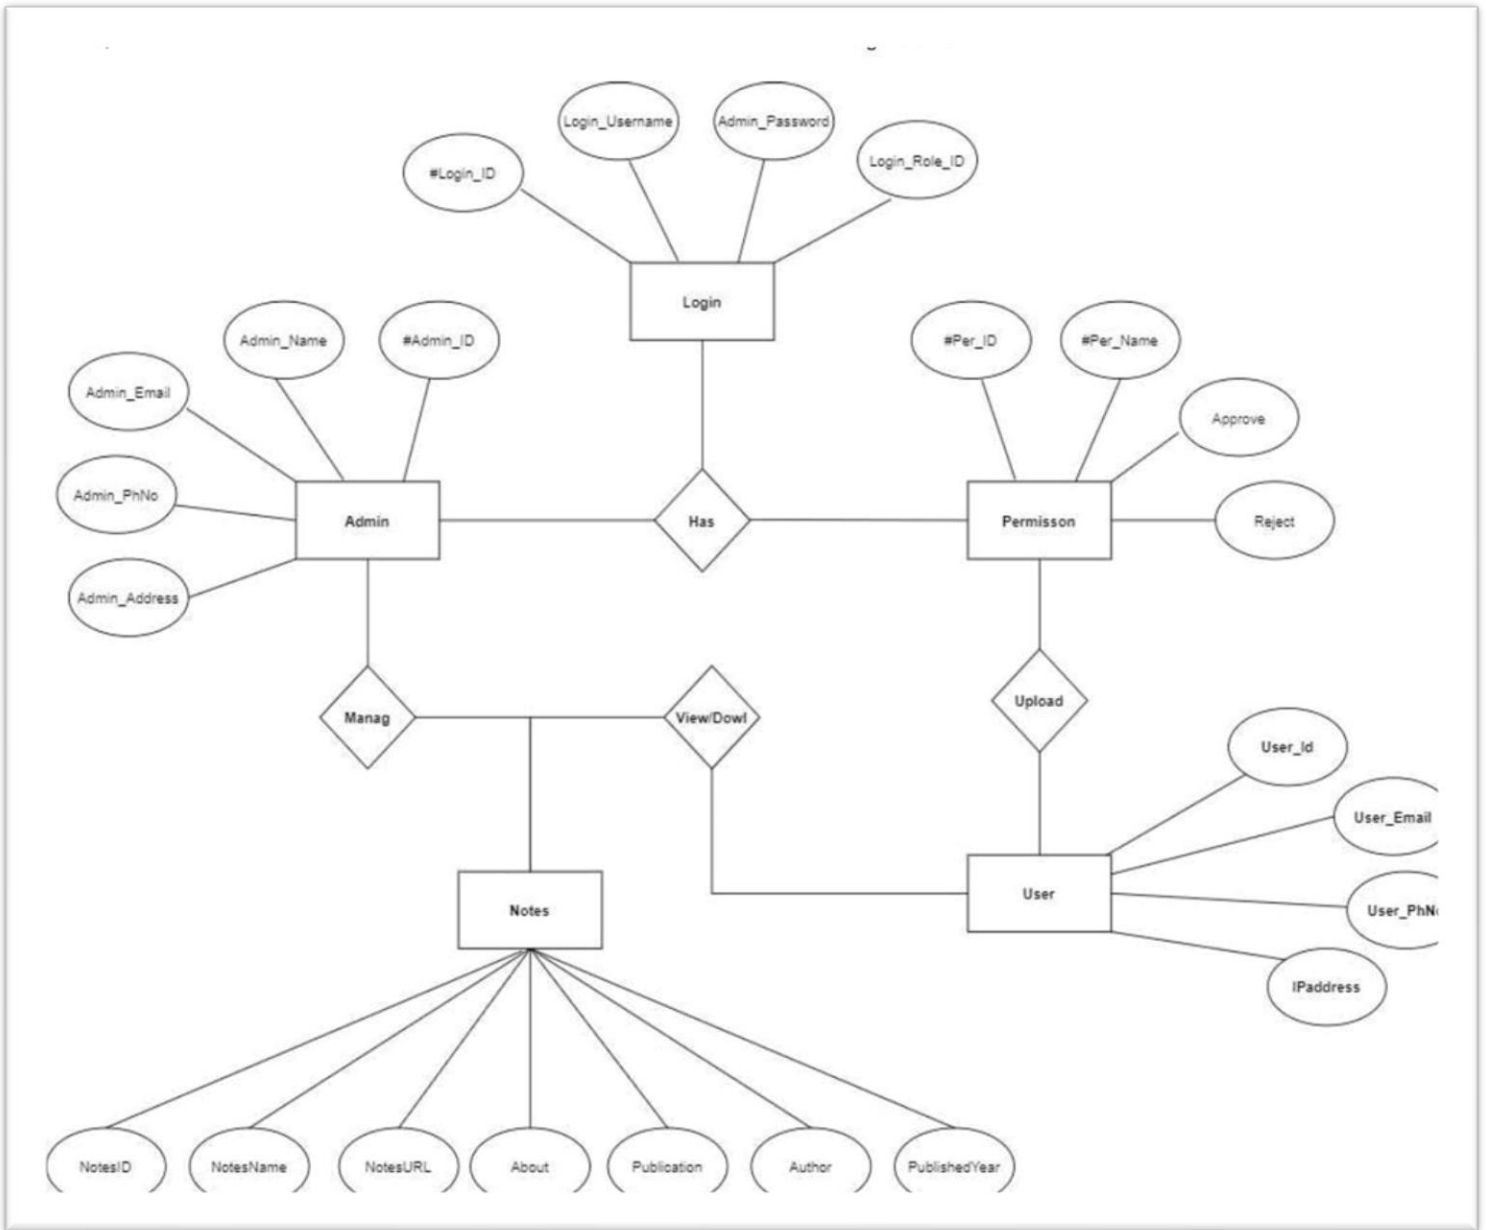 Login_Username
Admin_Password
Login_Role_ID
#Login_ID
Login
Admin_Name
#Admin_ID
#Per_ID
#Per_Name
Admin_Email
Approve
Admin_PhNo
Admin
Has
Permisson
Reject
Admin_Address
Manag
View/Dowl
Upload
User_Id
User_Email
User
User_PhN
Notes
IPaddress
NotesID
NotesName
NotesURL
About
Publication
Author
PublishedYear